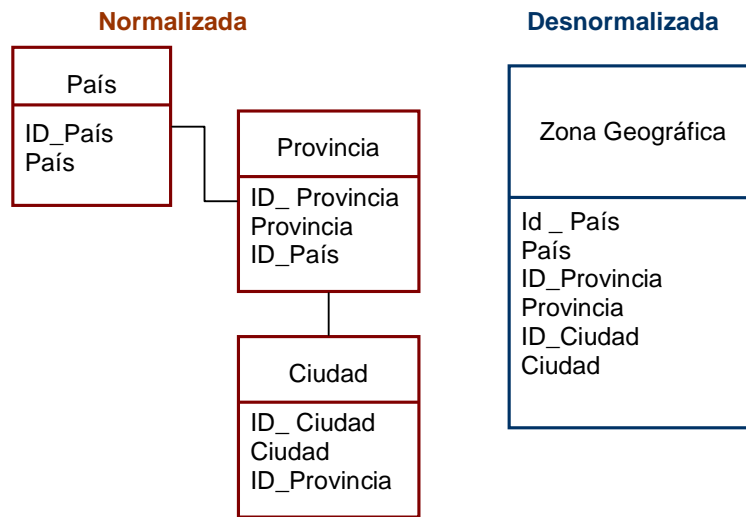 Normalizada
País
ID_País
País
Provincia
ID_ Provincia
Provincia
ID_País
Ciudad
ID_ Ciudad
Ciudad
ID_Provincia
Desnormalizada
Zona Geográfica
Id _ País
País
ID_Provincia
Provincia
ID_Ciudad
Ciudad